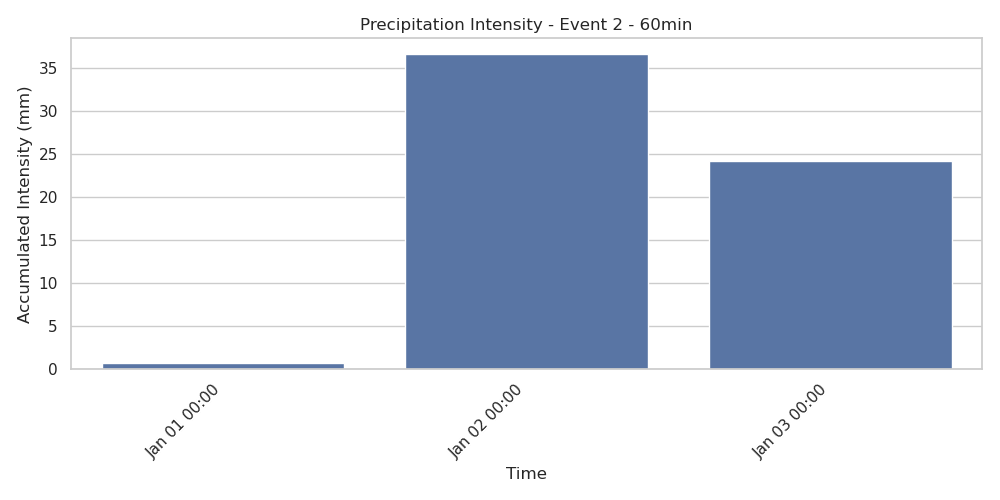 Precipitation Intensity - Event 2 - 60min
Accumulated Intensity (mm)
35
30
25
20
15
10
5
0
Jan 01 00:00
Jan 02 00:00
Jan 03 00:00
Time